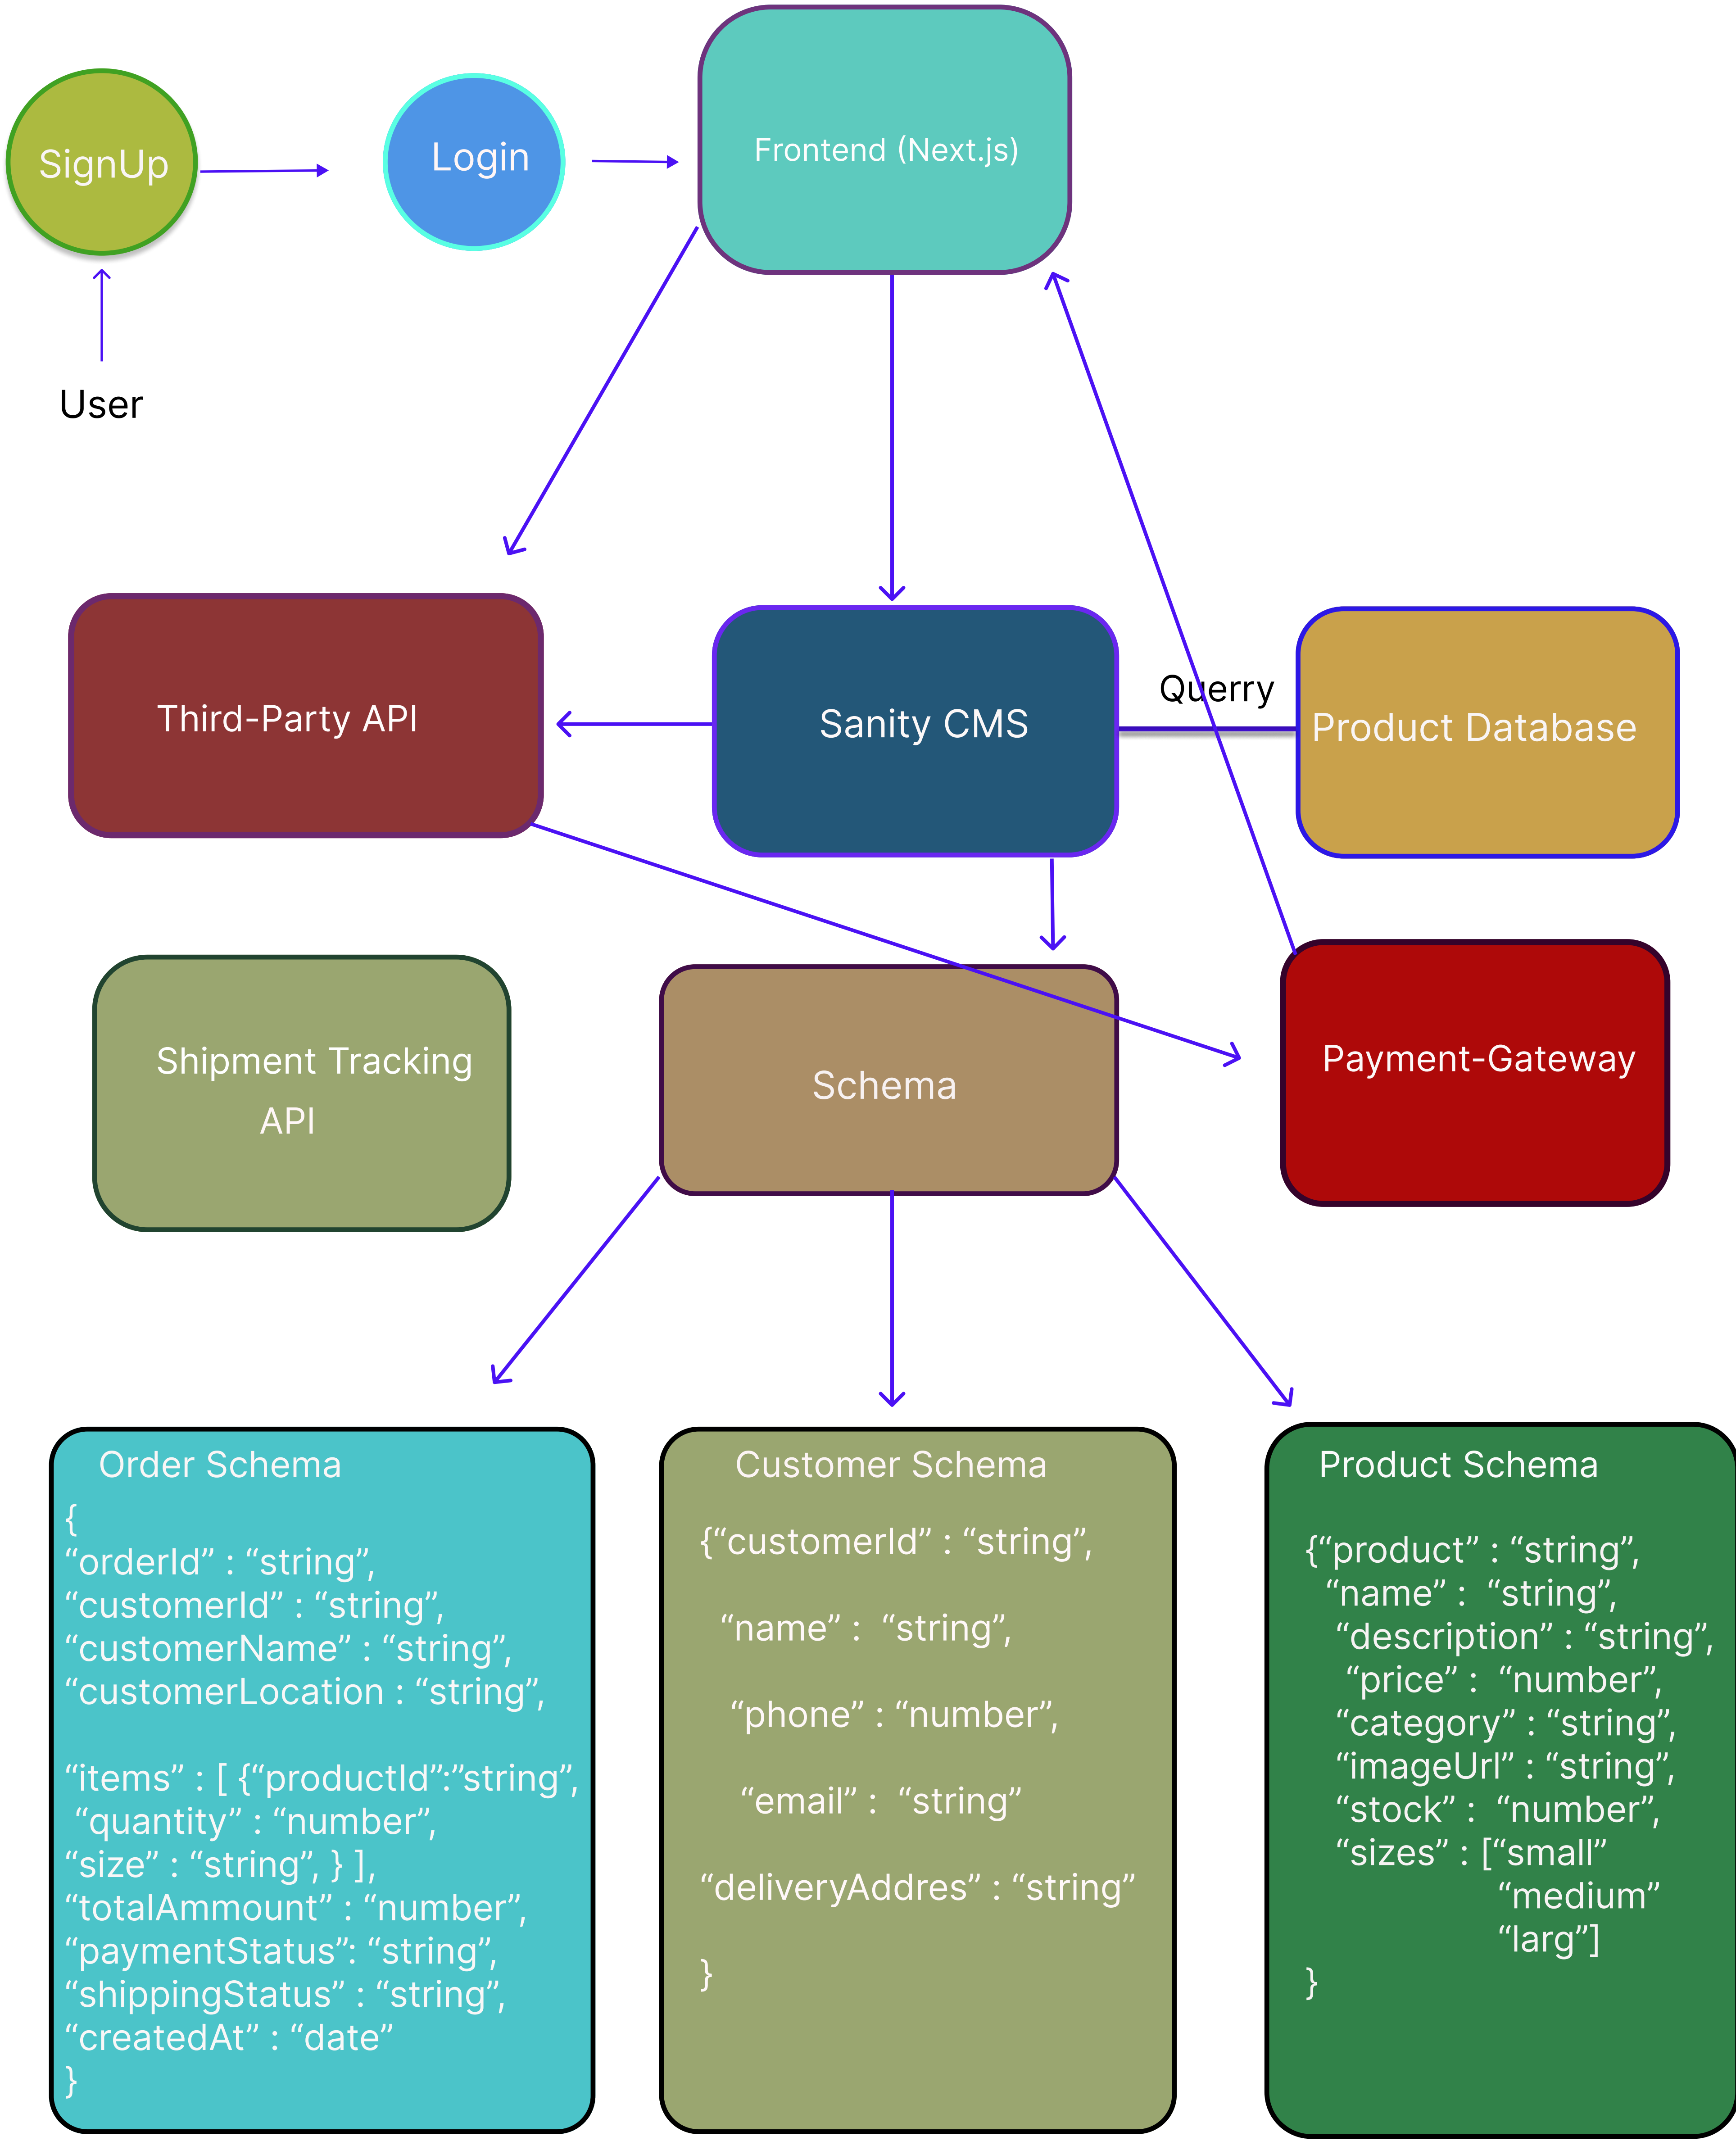 SignUp
Login
Frontend (Next.js)
User
Third-Party API
Sanity CMS
Querry
Product Database
Shipment Tracking
API
Schema
Payment-Gateway
Order Schema
{
“orderId” : “string”,
“customerId” : “string”,
“customerName” : “string”,
“customerLocation : “string”,
“items” : [ {“productId”:”string”,
“quantity” : “number”,
“size” : “string”, } ],
“totalAmmount” : “number”,
“paymentStatus”: “string”,
“shippingStatus” : “string”,
“createdAt” : “date”
}
Customer Schema
{“customerId” : “string”,
“name” : “string”,
“phone” : “number”,
“email” : “string”
“deliveryAddres” : “string”
}
Product Schema
{“product” : “string”,
“name” : “string”,
“description” : “string”,
“price” : “number”,
“category” : “string”,
“imageUrl” : “string”,
“stock” : “number”,
“sizes” : [“small”
“medium”
“larg”]
}